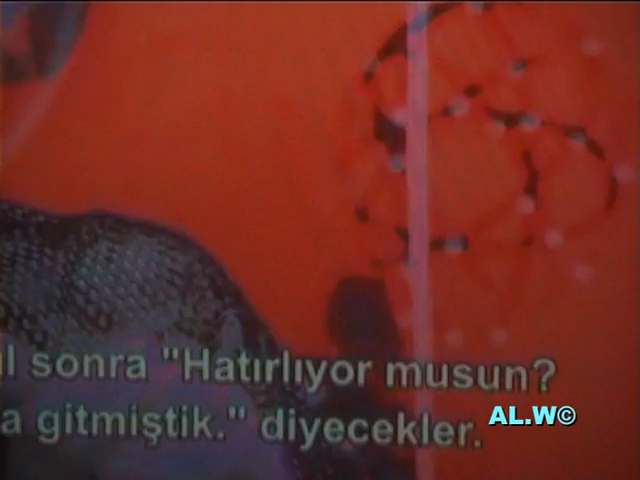 sonra "Hatırlıyor musun?
a gitmiştik." diyecekler.
AL.W©